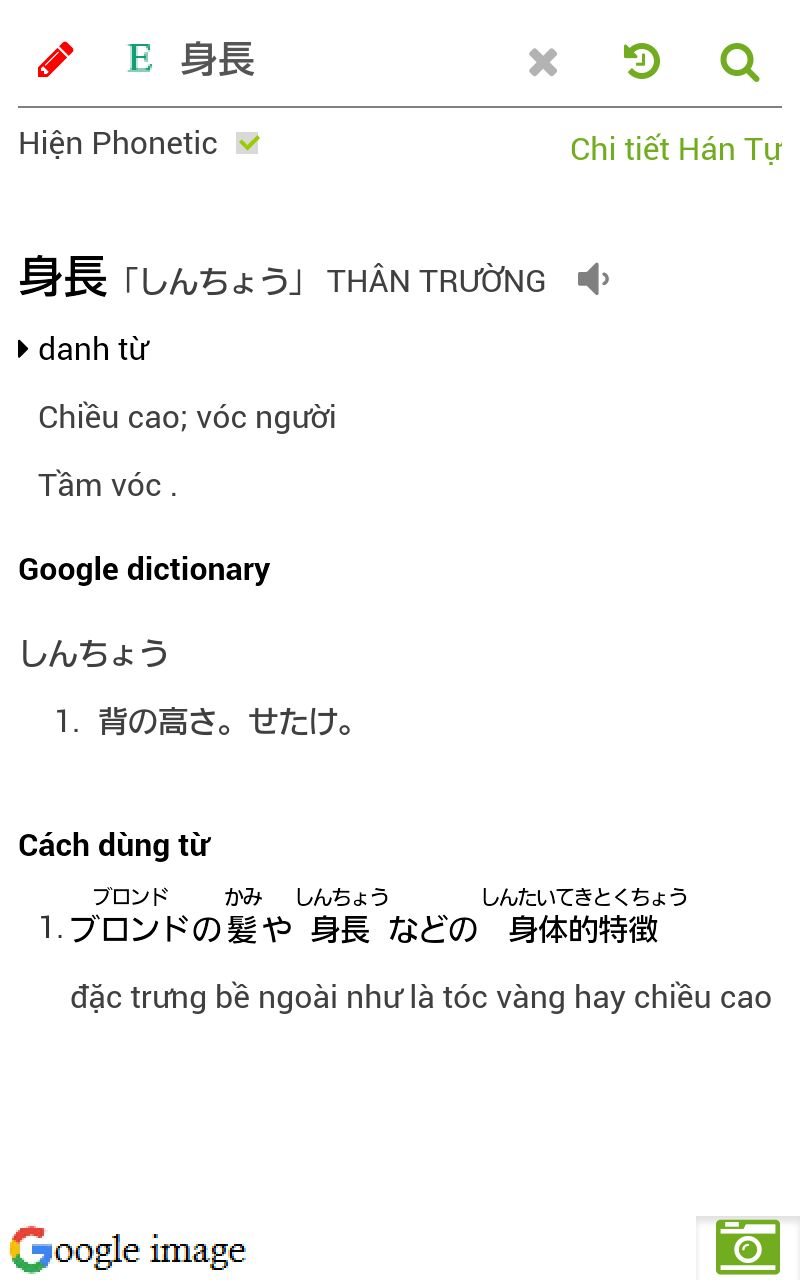 E 身長
Hiện Phonetic
Chi tiết Hán Tự
身長「しんちょう」 THÂN TRƯỜNG
danh từ
Chiều cao; vóc người
Tầm vóc .
Google dictionary
しんちょう
1. 背の高さ。せたけ。
Cách dùng từ
ブロンド かみ しんちょう しんたいてきとくちょう
1. ブロンドの髪や 身長 などの 身体的特徴
đặc trưng bề ngoài như là tóc vàng hay chiều cao
Google image